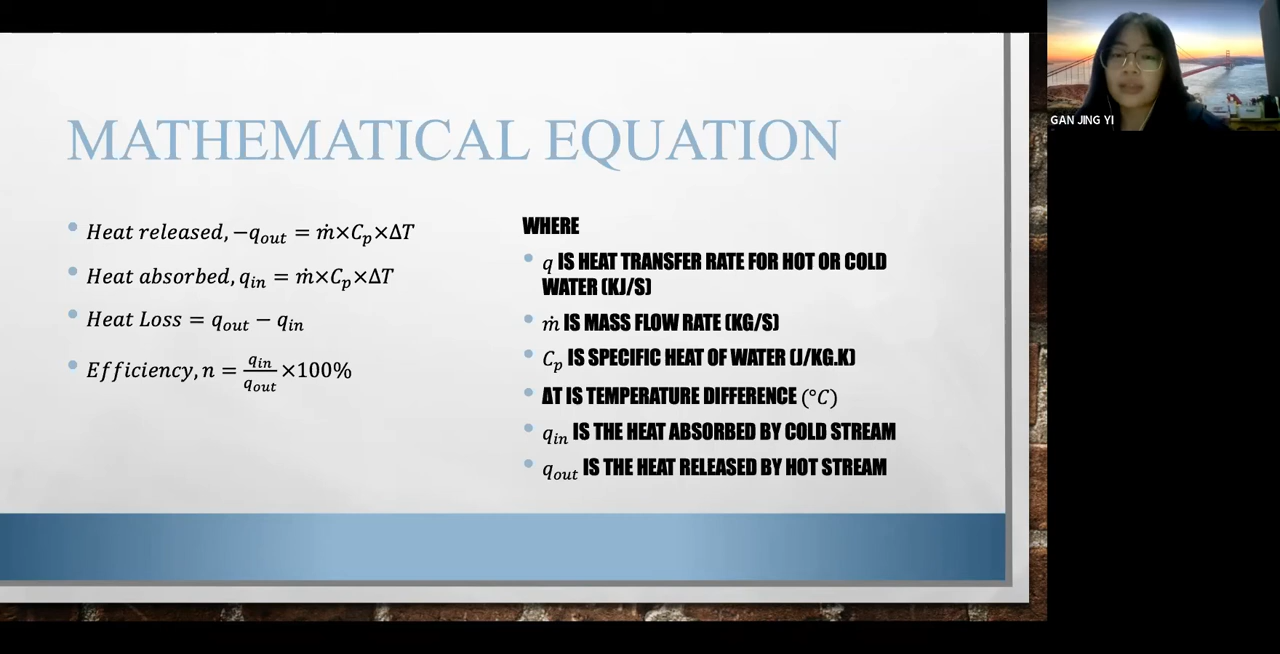 MATHEMATICAL EQUATION
Heat released, −q_out = ṁ×C_p×ΔT
Heat absorbed, q_in = ṁ×C_p×ΔT
Heat Loss = q_out − q_in
Efficiency, n = q_in/q_out ×100%
WHERE
q IS HEAT TRANSFER RATE FOR HOT OR COLD
WATER (KJ/S)
ṁ IS MASS FLOW RATE (KG/S)
C_p IS SPECIFIC HEAT OF WATER (J/KG.K)
ΔT IS TEMPERATURE DIFFERENCE (°C)
q_in IS THE HEAT ABSORBED BY COLD STREAM
q_out IS THE HEAT RELEASED BY HOT STREAM
GAN JING YI